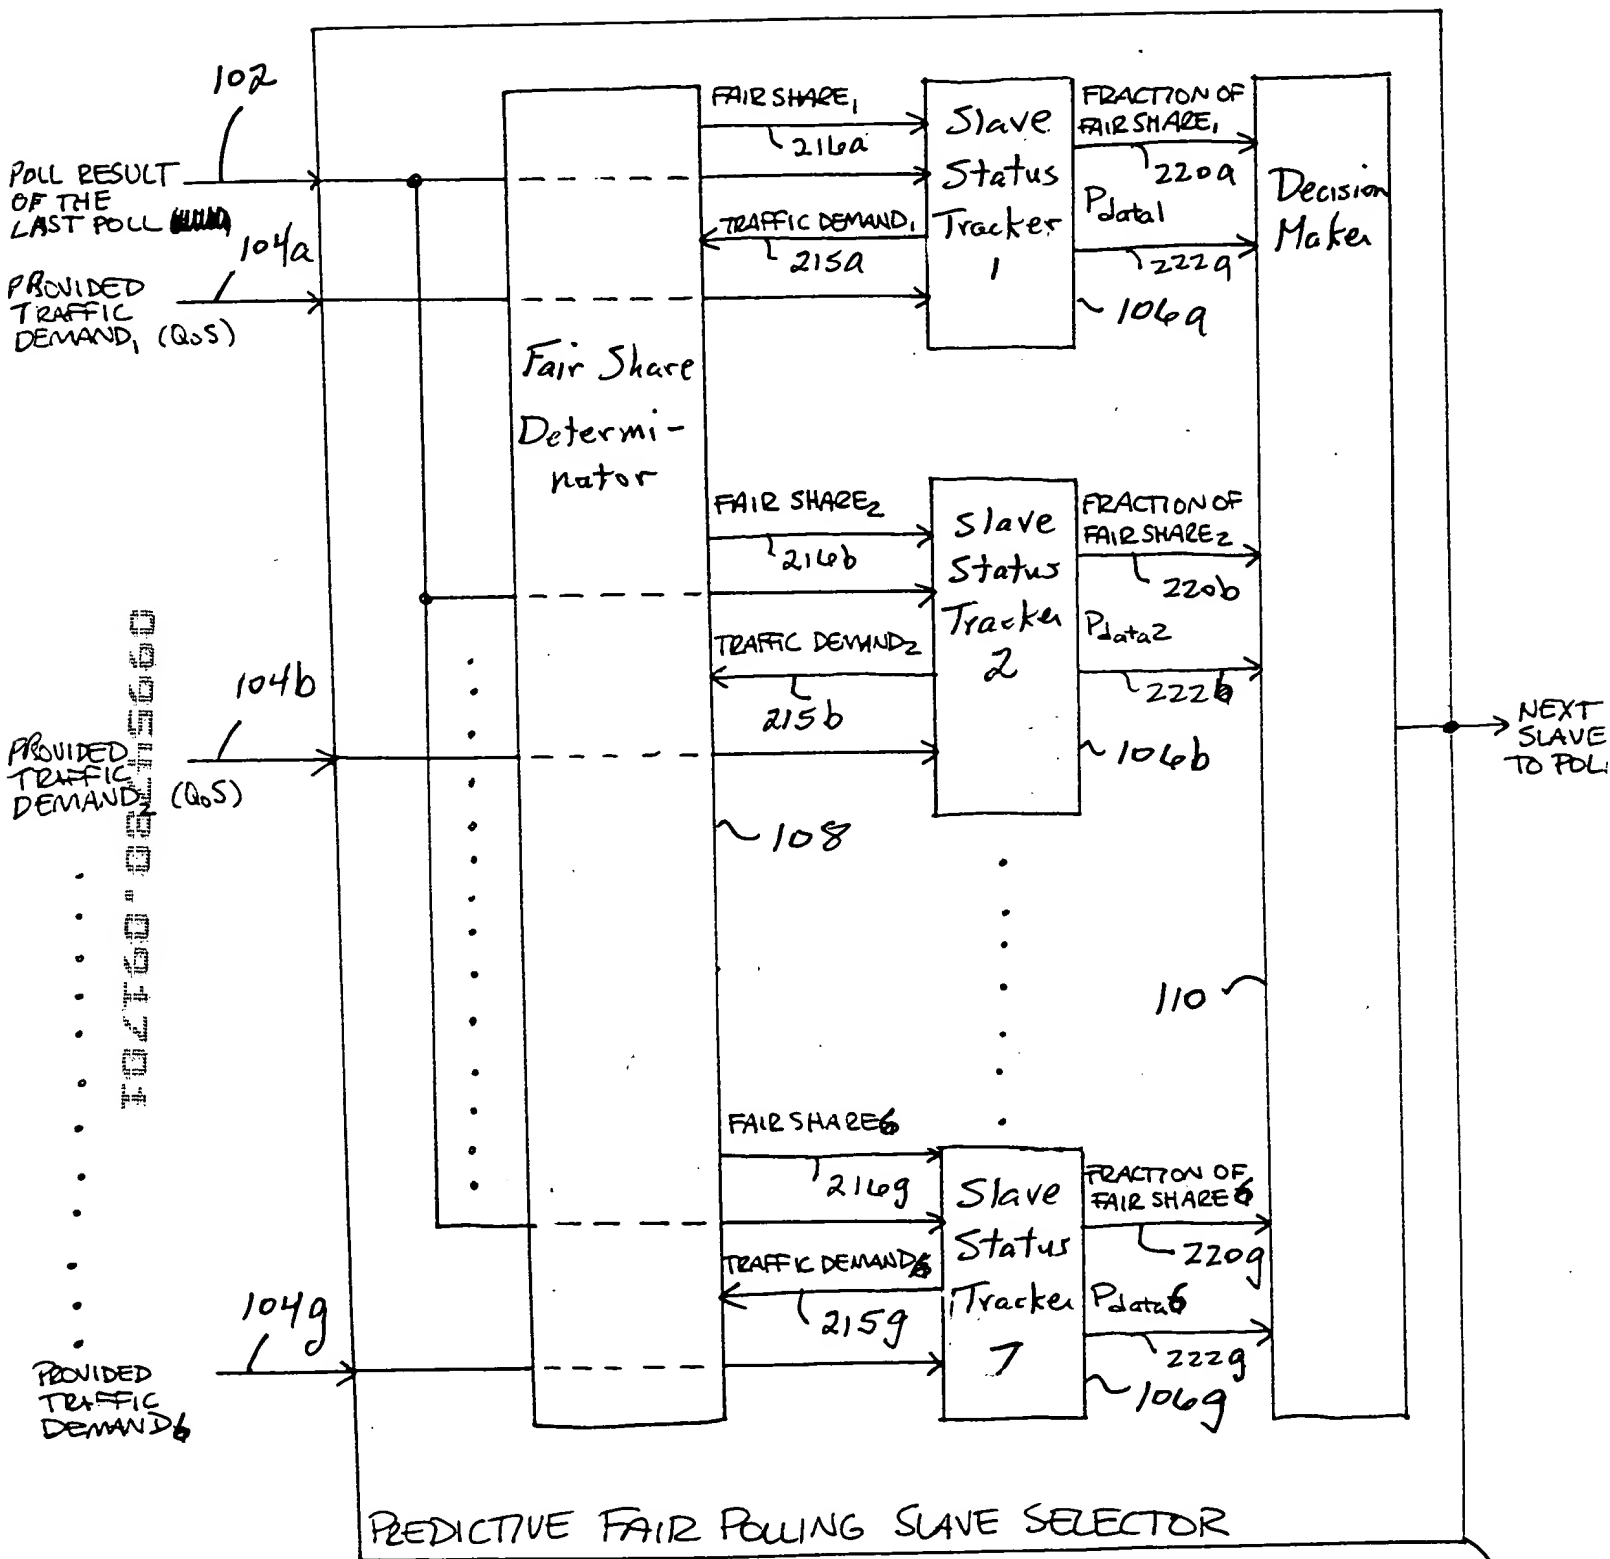 102
POLL RESULT
OF THE
LAST POLL
104a
PROVIDED
TRAFFIC
DEMAND1 (QoS)
104b
PROVIDED
TRAFFIC
DEMAND2 (QoS)
104g
PROVIDED
TRAFFIC
DEMAND6
Fair Share
Determi-
nator
108
FAIR SHARE1
216a
TRAFFIC DEMAND1
215a
Slave
Status
Tracker
1
106a
FRACTION OF
FAIR SHARE1
220a
Pdata1
222a
Decision
Maker
FAIR SHARE2
216b
TRAFFIC DEMAND2
215b
Slave
Status
Tracker
2
106b
FRACTION OF
FAIR SHARE2
220b
Pdata2
222b
NEXT
SLAVE
TO POL
110
FAIR SHARE6
216g
TRAFFIC DEMAND6
215g
Slave
Status
Tracker
7
106g
FRACTION OF
FAIR SHARE6
220g
Pdata6
222g
PREDICTIVE FAIR POLLING SLAVE SELECTOR